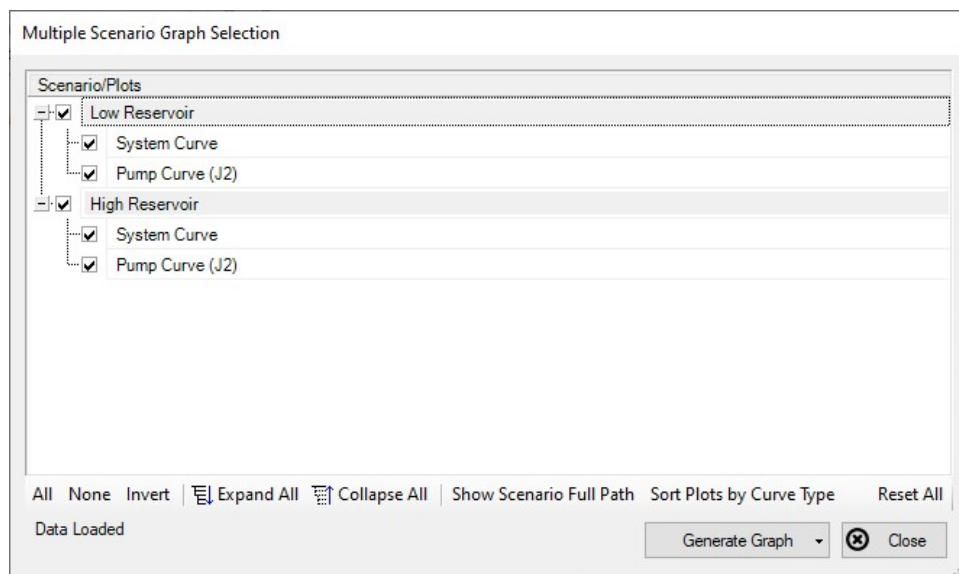 Multiple Scenario Graph Selection
Scenario/Plots
Low Reservoir
System Curve
Pump Curve (J2)
High Reservoir
System Curve
Pump Curve (J2)
All None Invert Expand All Collapse All Show Scenario Full Path Sort Plots by Curve Type Reset All
Data Loaded
Generate Graph Close